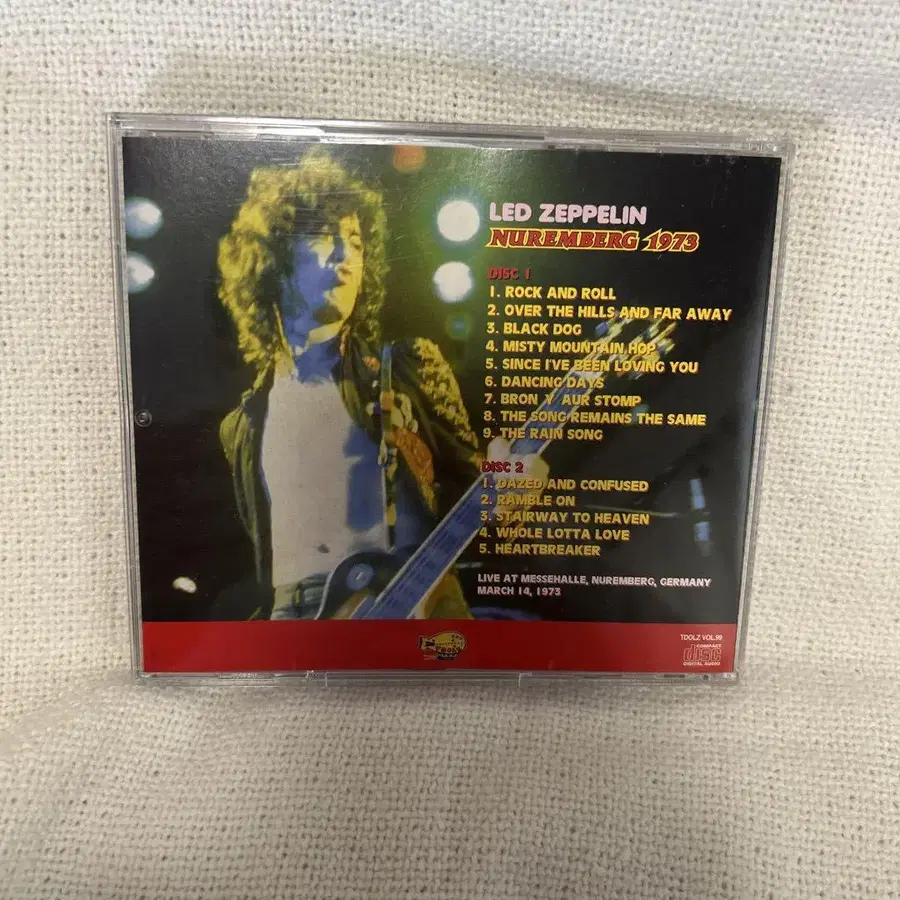 LED ZEPPELIN
NUREMBERG 1973
DISC 1
1. ROCK AND ROLL
2. OVER THE HILLS AND FAR AWAY
3. BLACK DOG
4. MISTY MOUNTAIN HOP
5. SINCE I'VE BEEN LOVING YOU
6. DANCING DAYS
7. BRON Y AUR STOMP
8. THE SONG REMAINS THE SAME
9. THE RAIN SONG
DISC 2
1. DAZED AND CONFUSED
2. RAMBLE ON
3. STAIRWAY TO HEAVEN
4. WHOLE LOTTA LOVE
5. HEARTBREAKER
LIVE AT MESSEHALLE, NUREMBERG, GERMANY
MARCH 14, 1973
TDOLZ VOL.99
COMPACT
disc
DIGITAL AUDIO